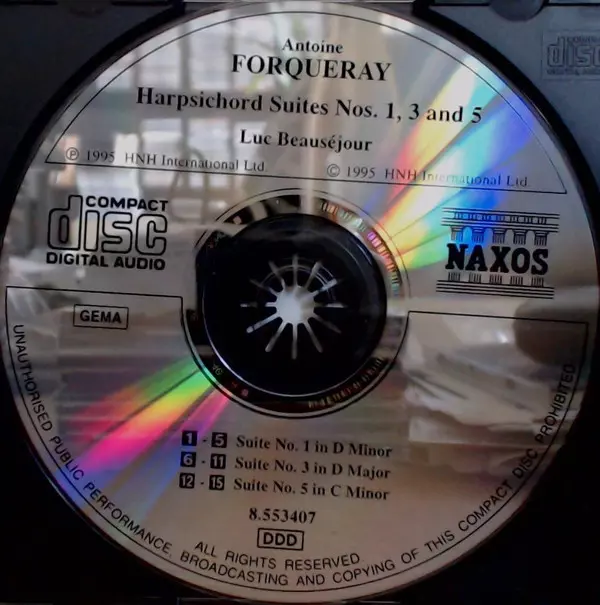 Antoine
FORQUERAY
Harpsichord Suites Nos. 1, 3 and 5
Luc Beauséjour
℗ 1995 HNH International Ltd.
© 1995 HNH International Ltd.
COMPACT
disc
DIGITAL AUDIO
NAXOS
GEMA
1 - 5 Suite No. 1 in D Minor
6 - 11 Suite No. 3 in D Major
12 - 15 Suite No. 5 in C Minor
8.553407
DDD
ALL RIGHTS RESERVED
UNAUTHORISED PUBLIC PERFORMANCE, BROADCASTING AND COPYING OF THIS COMPACT DISC PROHIBITED.
disc